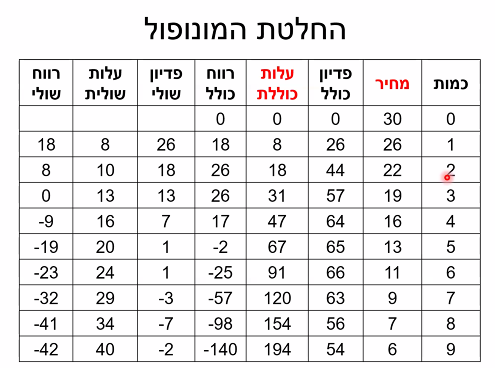 החלטת המונופול
כמות מחיר פדיון כולל עלות כוללת רווח כולל פדיון שולי עלות שולית רווח שולי
0 30 0 0 0
1 26 26 8 18 26 8 18
2 22 44 18 26 18 10 8
3 19 57 31 26 13 13 0
4 16 64 47 17 7 16 -9
5 13 65 67 -2 1 20 -19
6 11 66 91 -25 1 24 -23
7 9 63 120 -57 -3 29 -32
8 7 56 154 -98 -7 34 -41
9 6 54 194 -140 -2 40 -42